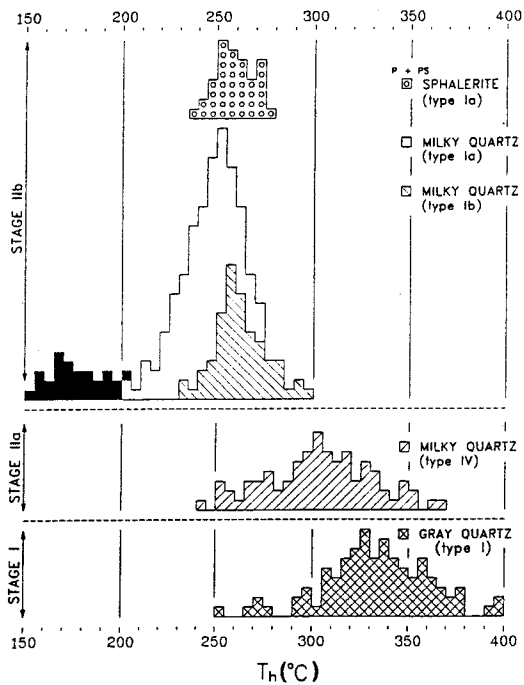 150 200 250 300 350 400
P + PS
SPHALERITE
(type Ia)
MILKY QUARTZ
(type Ia)
MILKY QUARTZ
(type Ib)
STAGE IIb
STAGE IIa
MILKY QUARTZ
(type IV)
STAGE I
GRAY QUARTZ
(type I)
150 200 250 300 350 400
Th(°C)